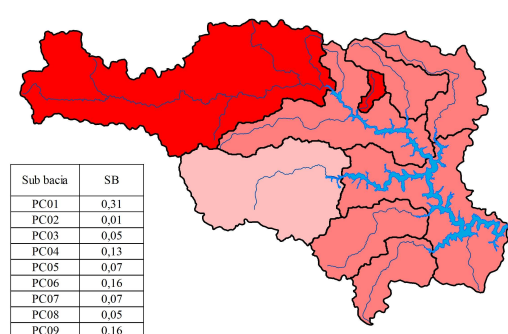 Sub bacia SB
PC01 0,31
PC02 0,01
PC03 0,05
PC04 0,13
PC05 0,07
PC06 0,16
PC07 0,07
PC08 0,05
PC09 0,16